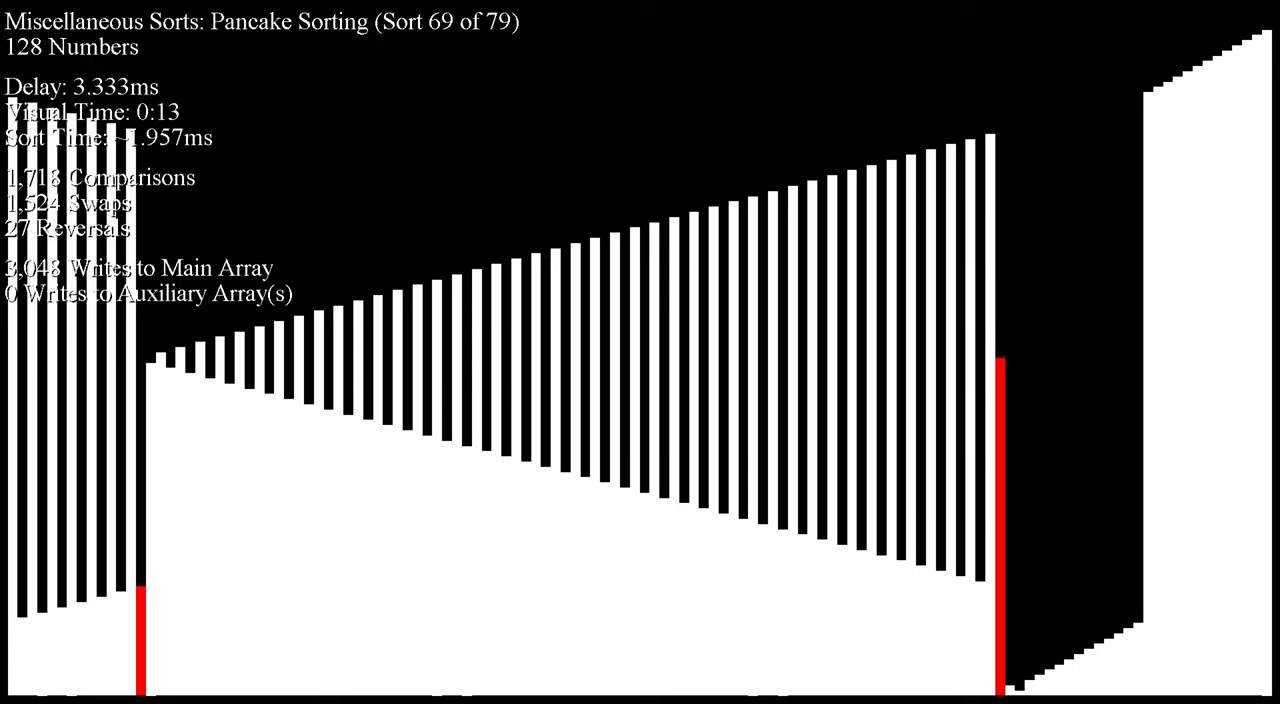 Miscellaneous Sorts: Pancake Sorting (Sort 69 of 79)
128 Numbers
Delay: 3.333ms
Visual Time: 0:13
Sort Time: ~1.957ms
1,718 Comparisons
1,524 Swaps
27 Reversals
3,048 Writes to Main Array
0 Writes to Auxiliary Array(s)